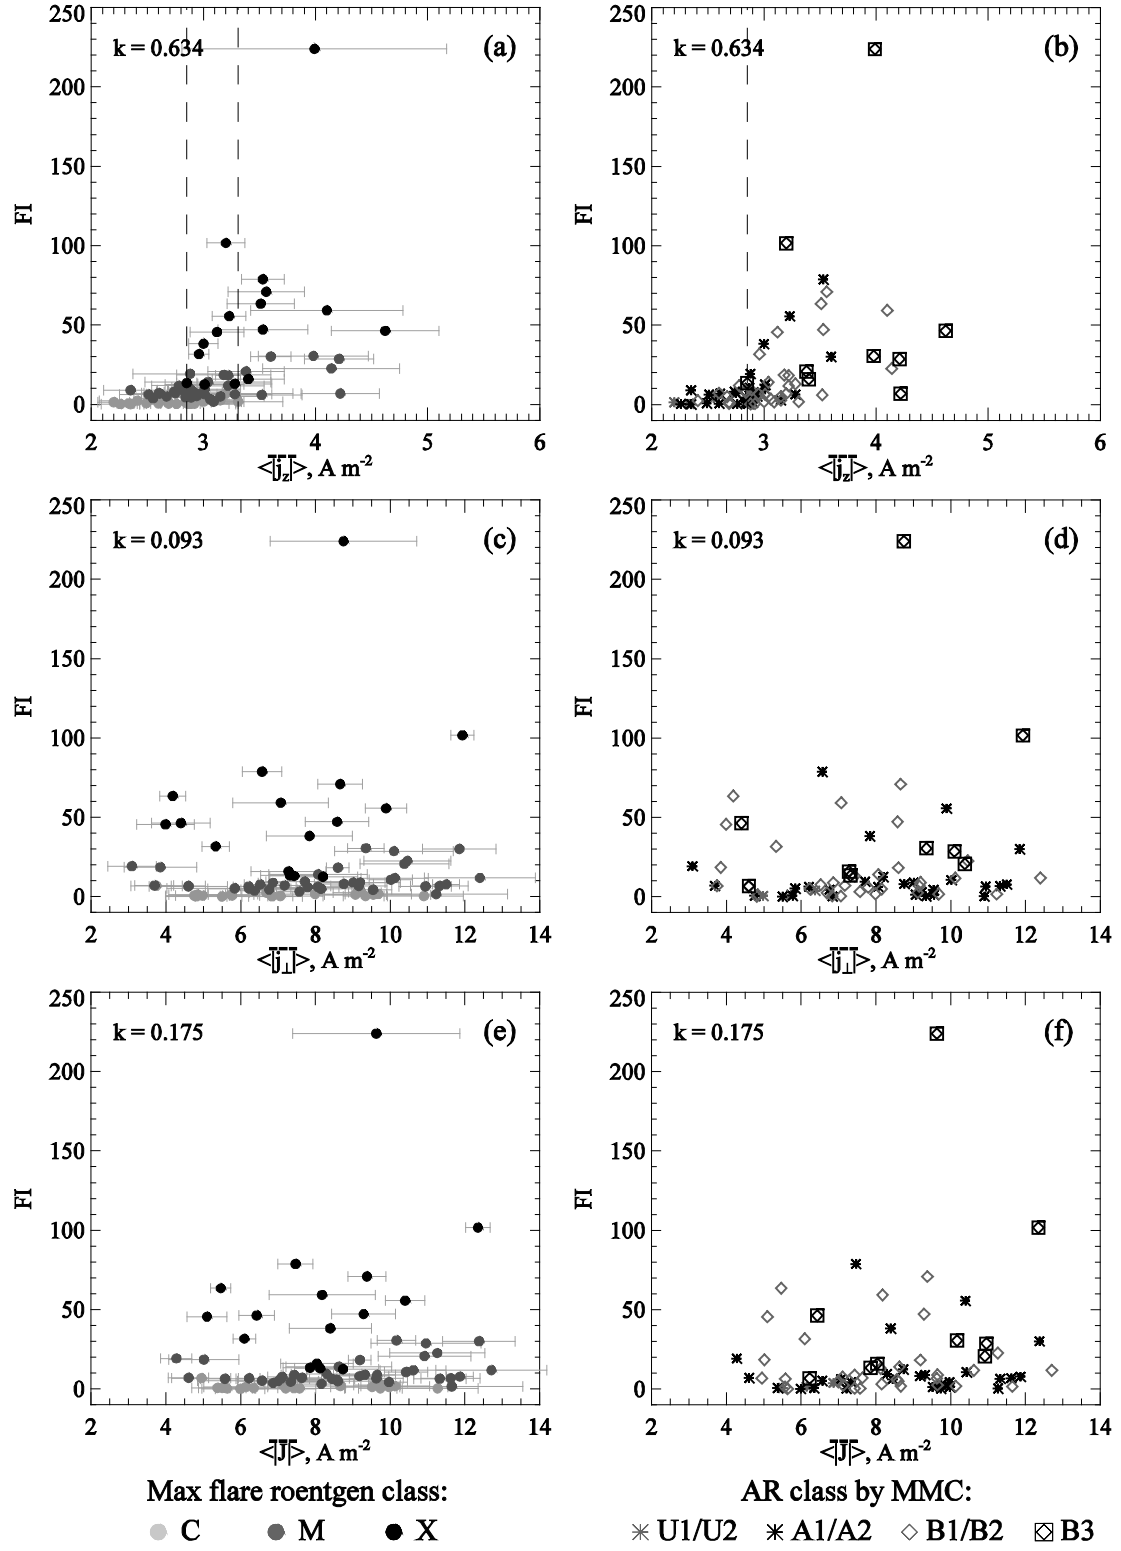 250
200
150
100
50
0
FI
k = 0.634
(a)
2 3 4 5 6
<|j_z|>, A m^-2
250
200
150
100
50
0
FI
k = 0.634
(b)
2 3 4 5 6
<|j_z|>, A m^-2
250
200
150
100
50
0
FI
k = 0.093
(c)
2 4 6 8 10 12 14
<|j_⊥|>, A m^-2
250
200
150
100
50
0
FI
k = 0.093
(d)
2 4 6 8 10 12 14
<|j_⊥|>, A m^-2
250
200
150
100
50
0
FI
k = 0.175
(e)
2 4 6 8 10 12 14
<|J|>, A m^-2
250
200
150
100
50
0
FI
k = 0.175
(f)
2 4 6 8 10 12 14
<|J|>, A m^-2
Max flare roentgen class:
C M X
AR class by MMC:
U1/U2 A1/A2 B1/B2 B3